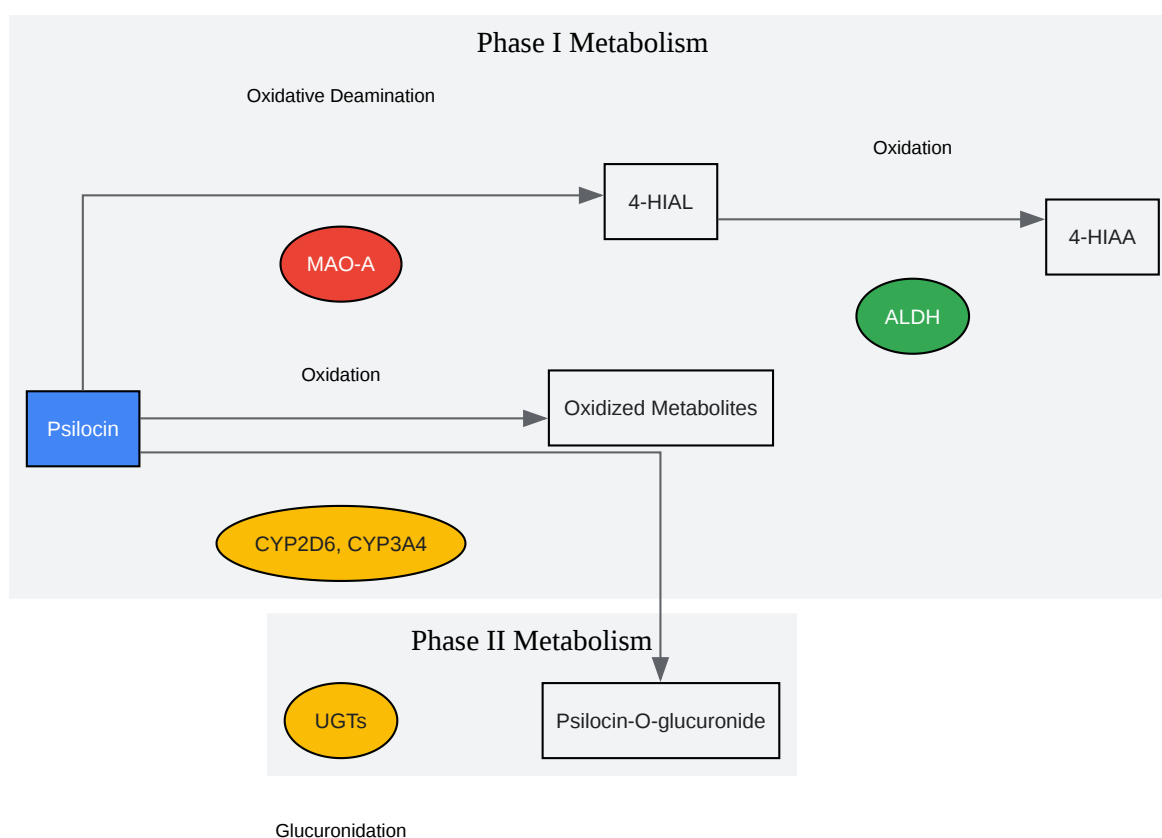 Phase I Metabolism
Oxidative Deamination
Oxidation
4-HIAL
4-HIAA
MAO-A
ALDH
Oxidation
Oxidized Metabolites
Psilocin
CYP2D6, CYP3A4
Phase II Metabolism
UGTs
Psilocin-O-glucuronide
Glucuronidation